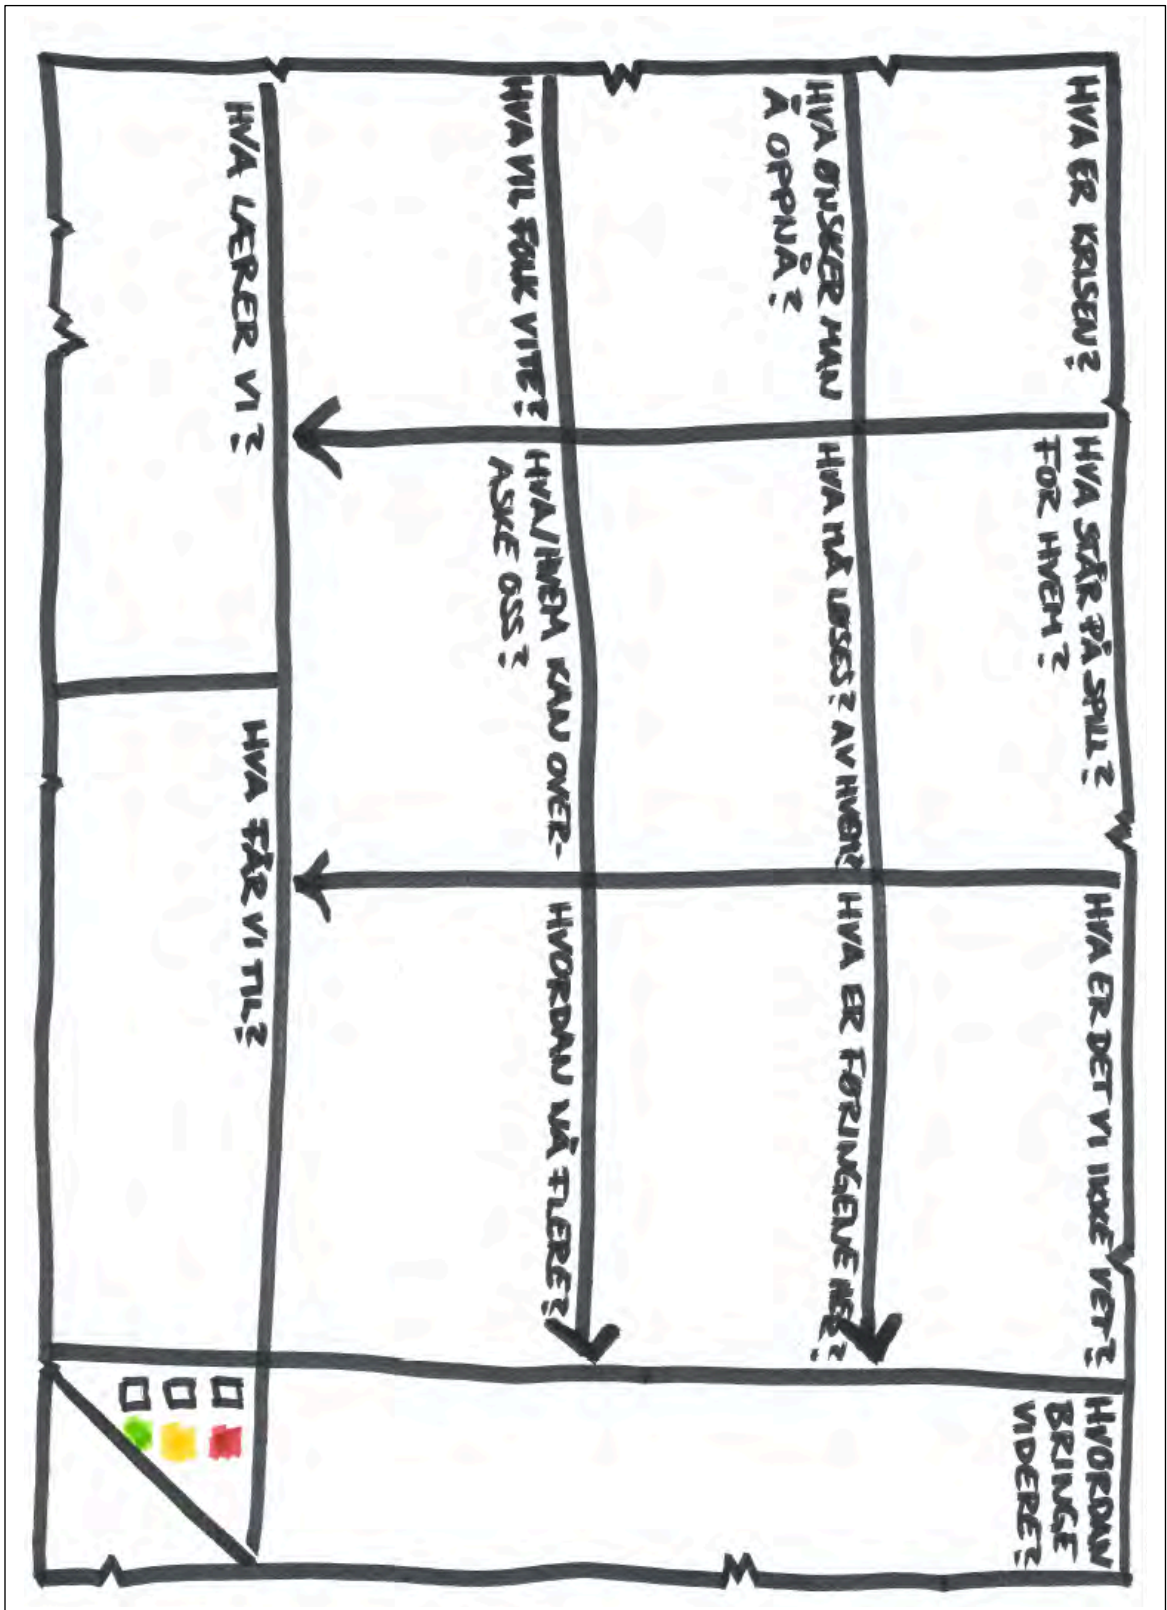 HVA ER KRISEN?
HVA STÅR PÅ SPILL?
FOR HVEM?
HVA ER DET VI IKKE VET?
HVORDAN
BRINGE
VIDERE?
HVA ØNSKER MAN
Å OPPNÅ?
HVA MÅ LØSES? AV HVEM?
HVA ER FØRINGENE HER?
HVA VIL FOLK VITE?
HVA/HVEM KAN OVER-
ASKE OSS?
HVORDAN NÅ FLERE?
HVA LÆRER VI?
HVA FÅR VI TIL?